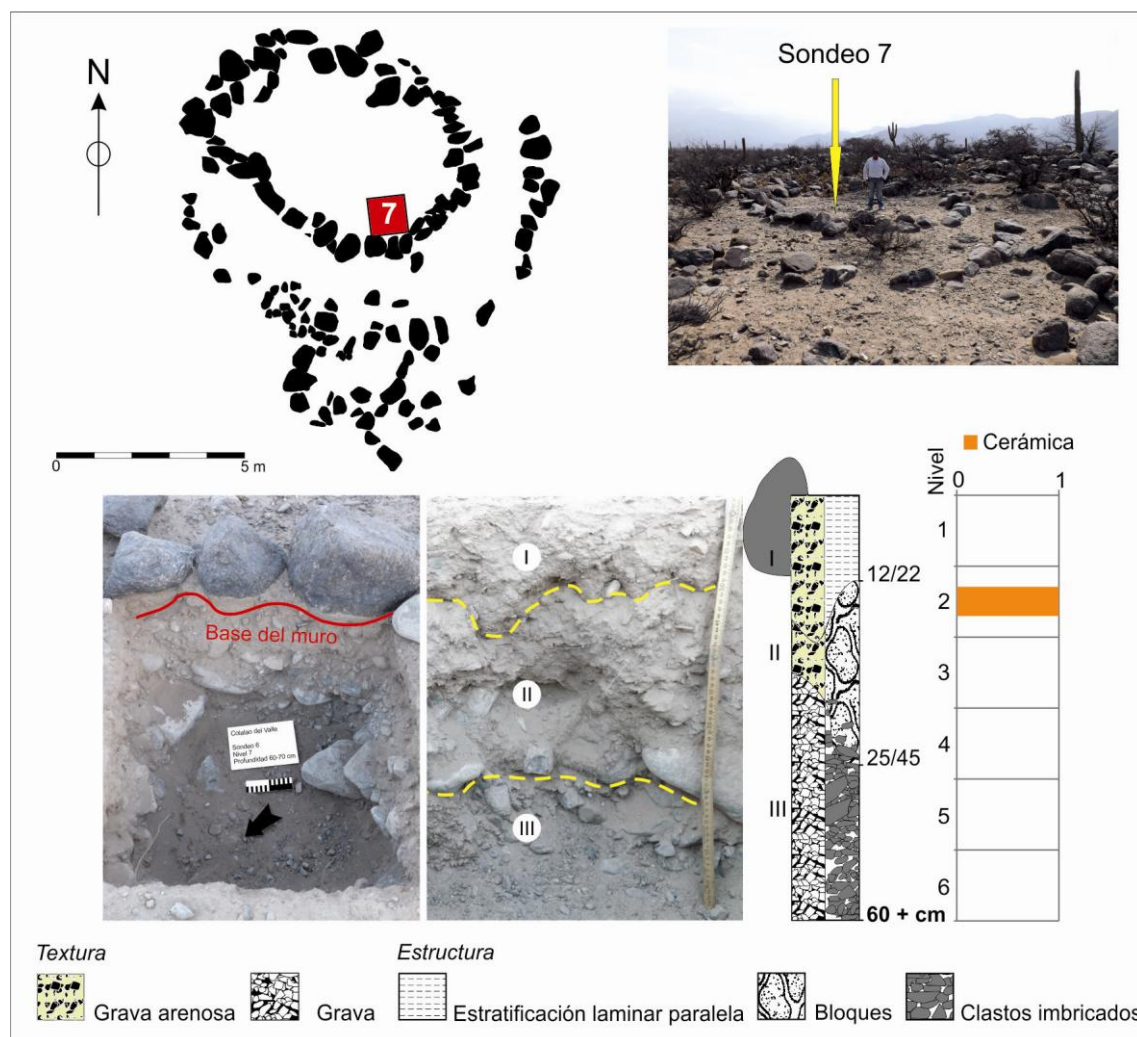 N
7
0
5 m
Sondeo 7
Base del muro
Colalao del Valle
Sondeo 6
Nivel 7
Profundidad 60-70 cm
I
II
III
I
II
III
12/22
25/45
60 + cm
Cerámica
Nivel
0
1
1
2
3
4
5
6
Textura
Grava arenosa
Grava
Estructura
Estratificación laminar paralela
Bloques
Clastos imbricados